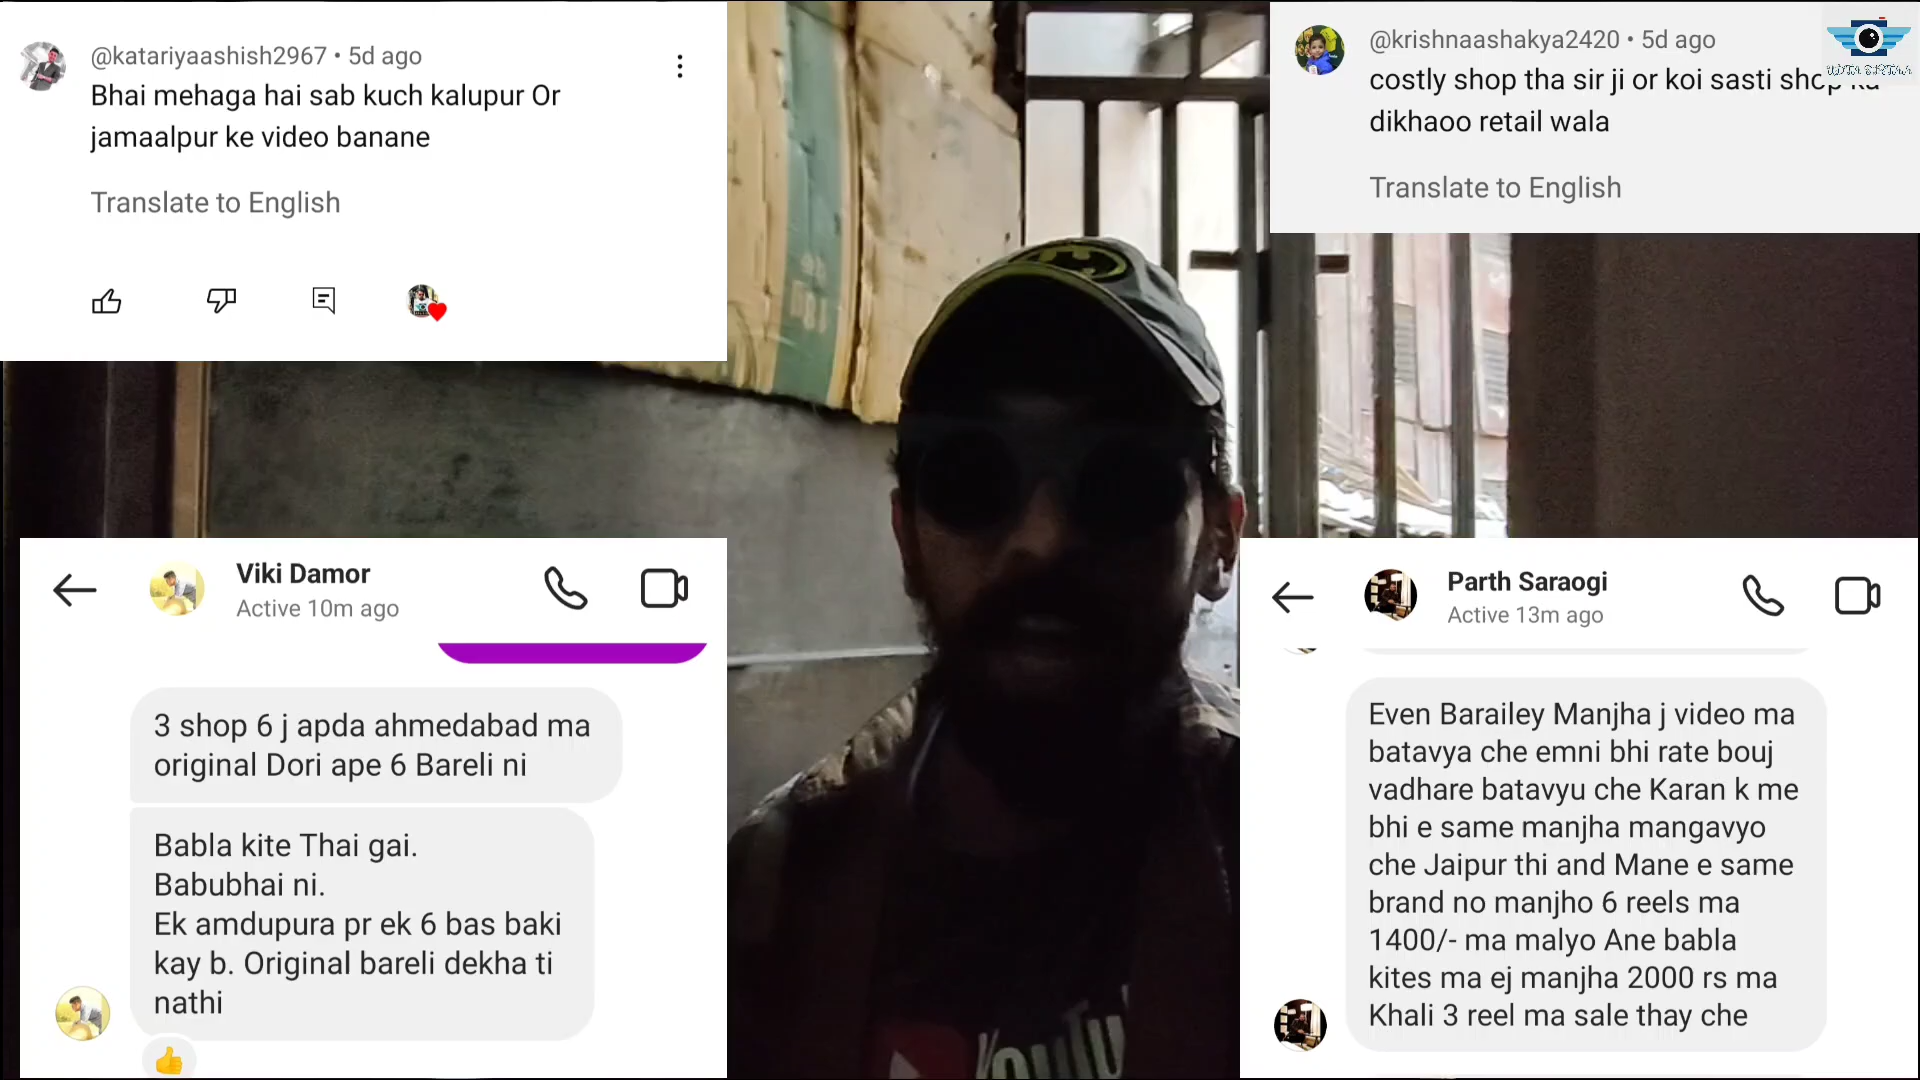 @katariyaashish2967 • 5d ago
Bhai mehaga hai sab kuch kalupur Or
jamaalpur ke video banane
Translate to English
@krishnaashakya2420 • 5d ago
costly shop tha sir ji or koi sasti shop ka
dikhaoo retail wala
Translate to English
Viki Damor
Active 10m ago
3 shop 6 j apda ahmedabad ma
original Dori ape 6 Bareli ni
Babla kite Thai gai.
Babubhai ni.
Ek amdupura pr ek 6 bas baki
kay b. Original bareli dekha ti
nathi
Parth Saraogi
Active 13m ago
Even Barailey Manjha j video ma
batavya che emni bhi rate bouj
vadhare batavyu che Karan k me
bhi e same manjha mangavyo
che Jaipur thi and Mane e same
brand no manjho 6 reels ma
1400/- ma malyo Ane babla
kites ma ej manjha 2000 rs ma
Khali 3 reel ma sale thay che